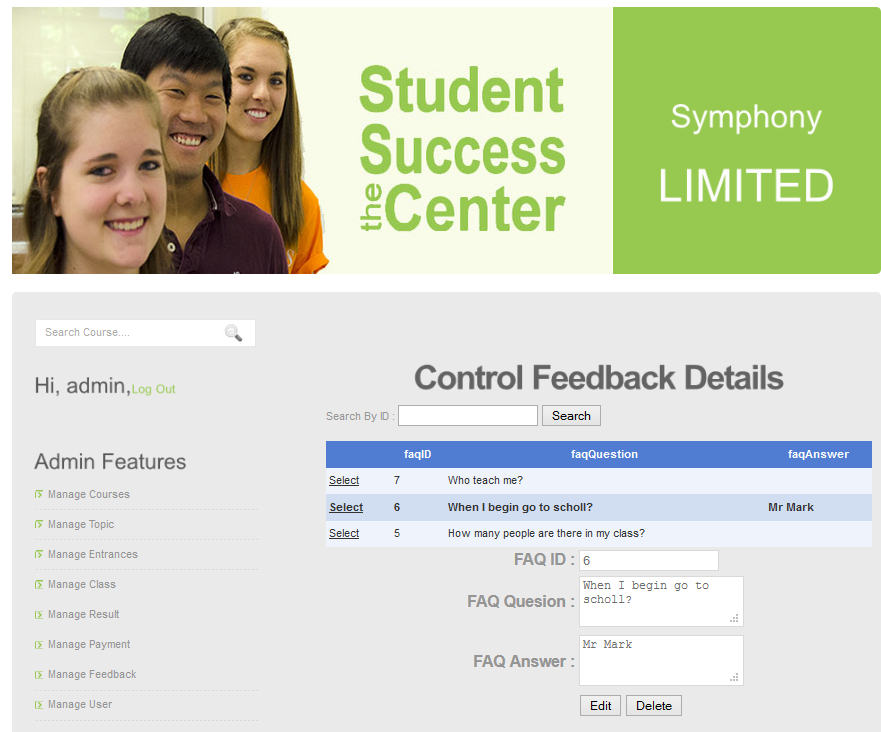 Student
Success
the Center
Symphony
LIMITED
Search Course....
Hi, admin,Log Out
Admin Features
Manage Courses
Manage Topic
Manage Entrances
Manage Class
Manage Result
Manage Payment
Manage Feedback
Manage User
Control Feedback Details
Search By ID : Search
faqID faqQuestion faqAnswer
Select 7 Who teach me?
Select 6 When I begin go to scholl? Mr Mark
Select 5 How many people are there in my class?
FAQ ID : 6
FAQ Quesion : When I begin go to
scholl?
FAQ Answer : Mr Mark
Edit Delete